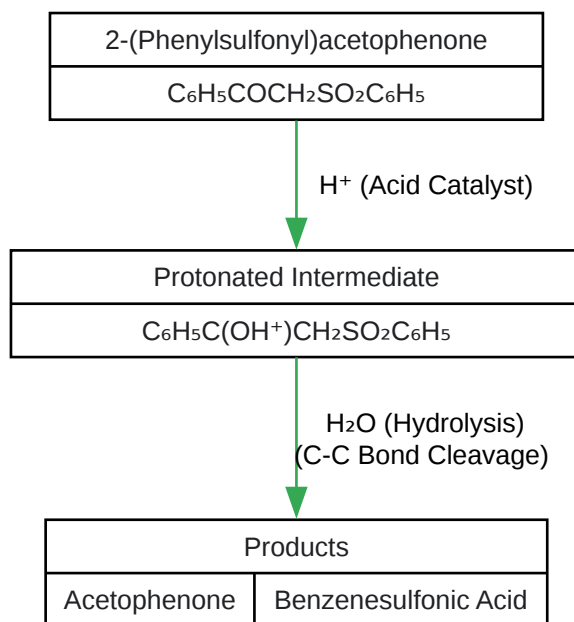 2-(Phenylsulfonyl)acetophenone
C₆H₅COCH₂SO₂C₆H₅
H⁺ (Acid Catalyst)
Protonated Intermediate
C₆H₅C(OH⁺)CH₂SO₂C₆H₅
H₂O (Hydrolysis)
(C-C Bond Cleavage)
Products
Acetophenone
Benzenesulfonic Acid